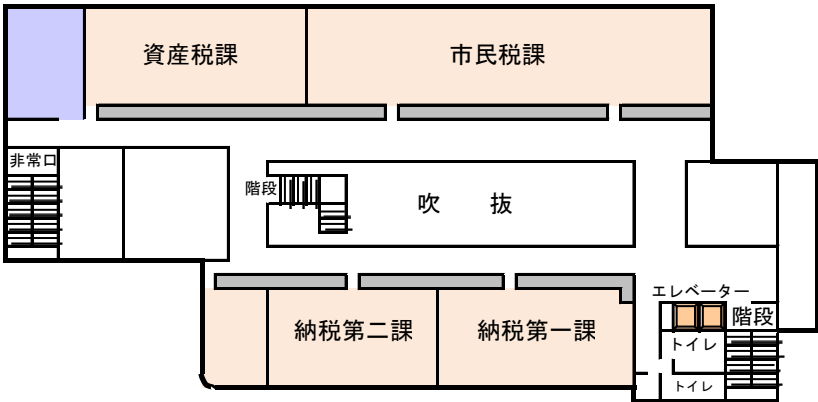 資産税課
市民税課
非常口
階段
吹　抜
エレベーター
階段
納税第二課
納税第一課
トイレ
トイレ